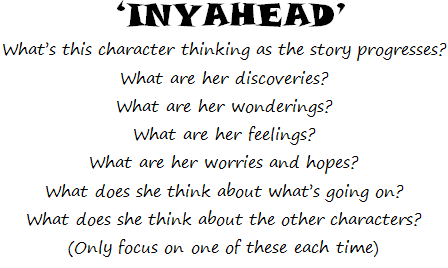 ‘INYAHEAD’
What’s this character thinking as the story progresses?
What are her discoveries?
What are her wonderings?
What are her feelings?
What are her worries and hopes?
What does she think about what’s going on?
What does she think about the other characters?
(Only focus on one of these each time)